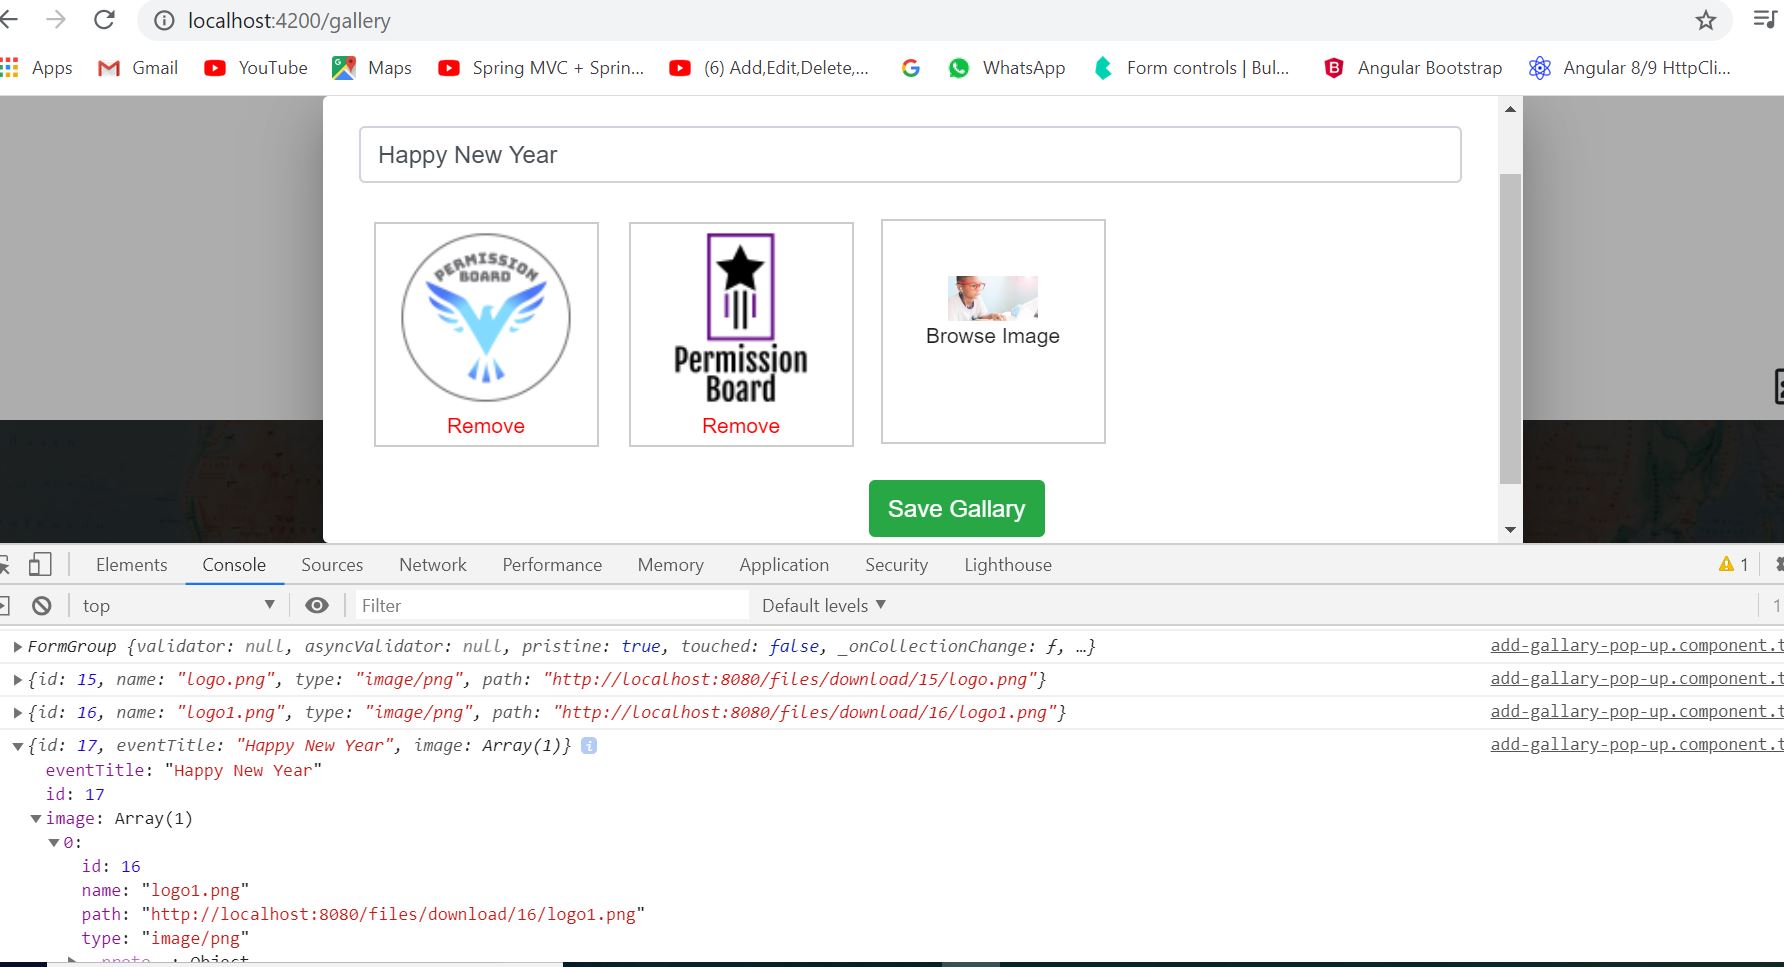 localhost:4200/gallery
Apps Gmail YouTube Maps Spring MVC + Sprin... (6) Add,Edit,Delete,... WhatsApp Form controls | Bul... Angular Bootstrap Angular 8/9 HttpCli...
Happy New Year
PERMISSION
BOARD
Remove
Permission
Board
Remove
Browse Image
Save Gallary
Elements Console Sources Network Performance Memory Application Security Lighthouse 1
top Filter Default levels 1
FormGroup {validator: null, asyncValidator: null, pristine: true, touched: false, _onCollectionChange: ƒ, …} add-gallary-pop-up.component.t
{id: 15, name: "logo.png", type: "image/png", path: "http://localhost:8080/files/download/15/logo.png"} add-gallary-pop-up.component.t
{id: 16, name: "logo1.png", type: "image/png", path: "http://localhost:8080/files/download/16/logo1.png"} add-gallary-pop-up.component.t
{id: 17, eventTitle: "Happy New Year", image: Array(1)} i add-gallary-pop-up.component.t
eventTitle: "Happy New Year"
id: 17
image: Array(1)
0:
id: 16
name: "logo1.png"
path: "http://localhost:8080/files/download/16/logo1.png"
type: "image/png"
__proto__: Object